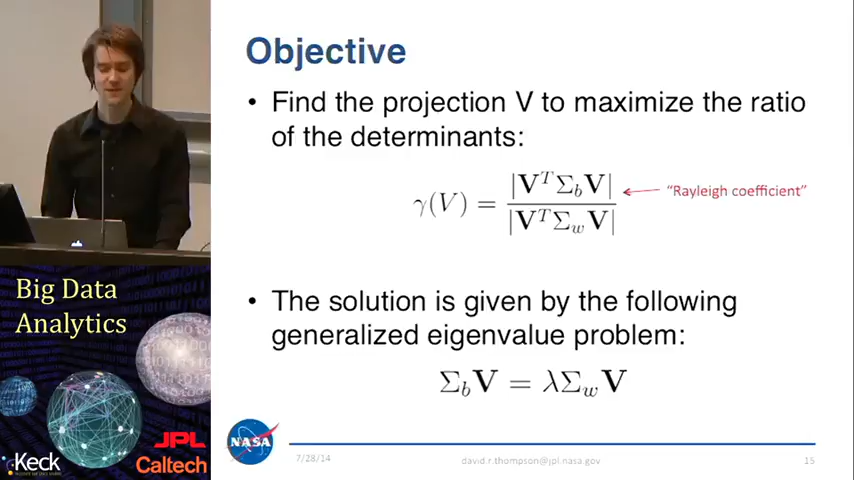 Objective
• Find the projection V to maximize the ratio
of the determinants:
γ(V) = |V^T Σ_b V| / |V^T Σ_w V|
"Rayleigh coefficient"
• The solution is given by the following
generalized eigenvalue problem:
Σ_b V = λΣ_w V
Big Data
Analytics
JPL
Keck
Caltech
NASA
7/28/14
david.r.thompson@jpl.nasa.gov
15